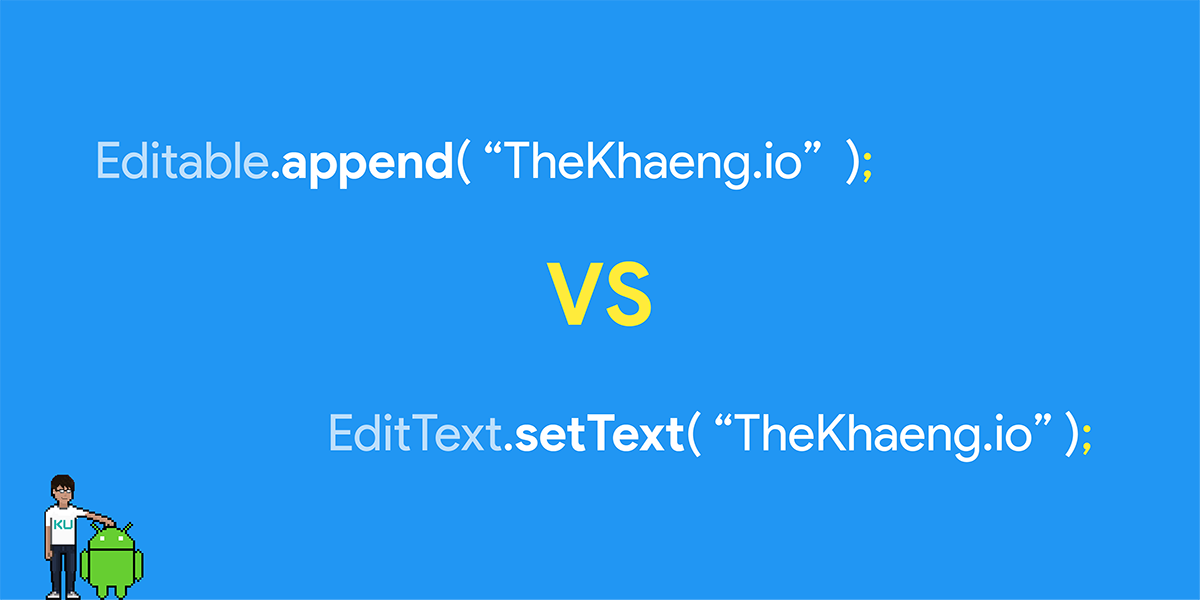 Editable.append( “TheKhaeng.io” );
VS
EditText.setText( “TheKhaeng.io” );
KU